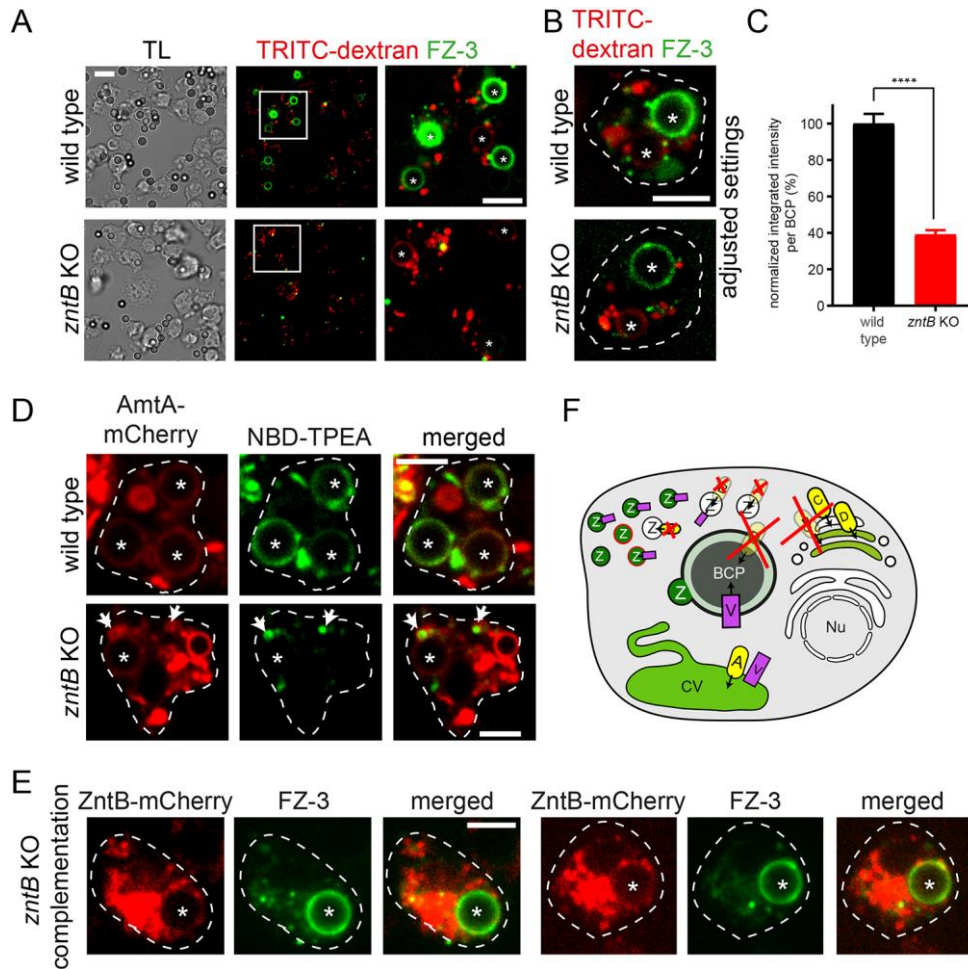 A
TL
TRITC-dextran FZ-3
wild type
zntB KO
B
TRITC-
dextran FZ-3
wild type
zntB KO
adjusted settings
C
normalized integrated intensity
per BCP (%)
100
80
60
40
20
0
****
wild
type
zntB KO
D
AmtA-
mCherry
NBD-TPEA
merged
wild type
zntB KO
F
Z
Z
Z
Z
Z
Z
Z
Z
Z
C
D
BCP
Z
V
Nu
A
V
CV
E
ZntB-mCherry
FZ-3
merged
ZntB-mCherry
FZ-3
merged
zntB KO
complementation